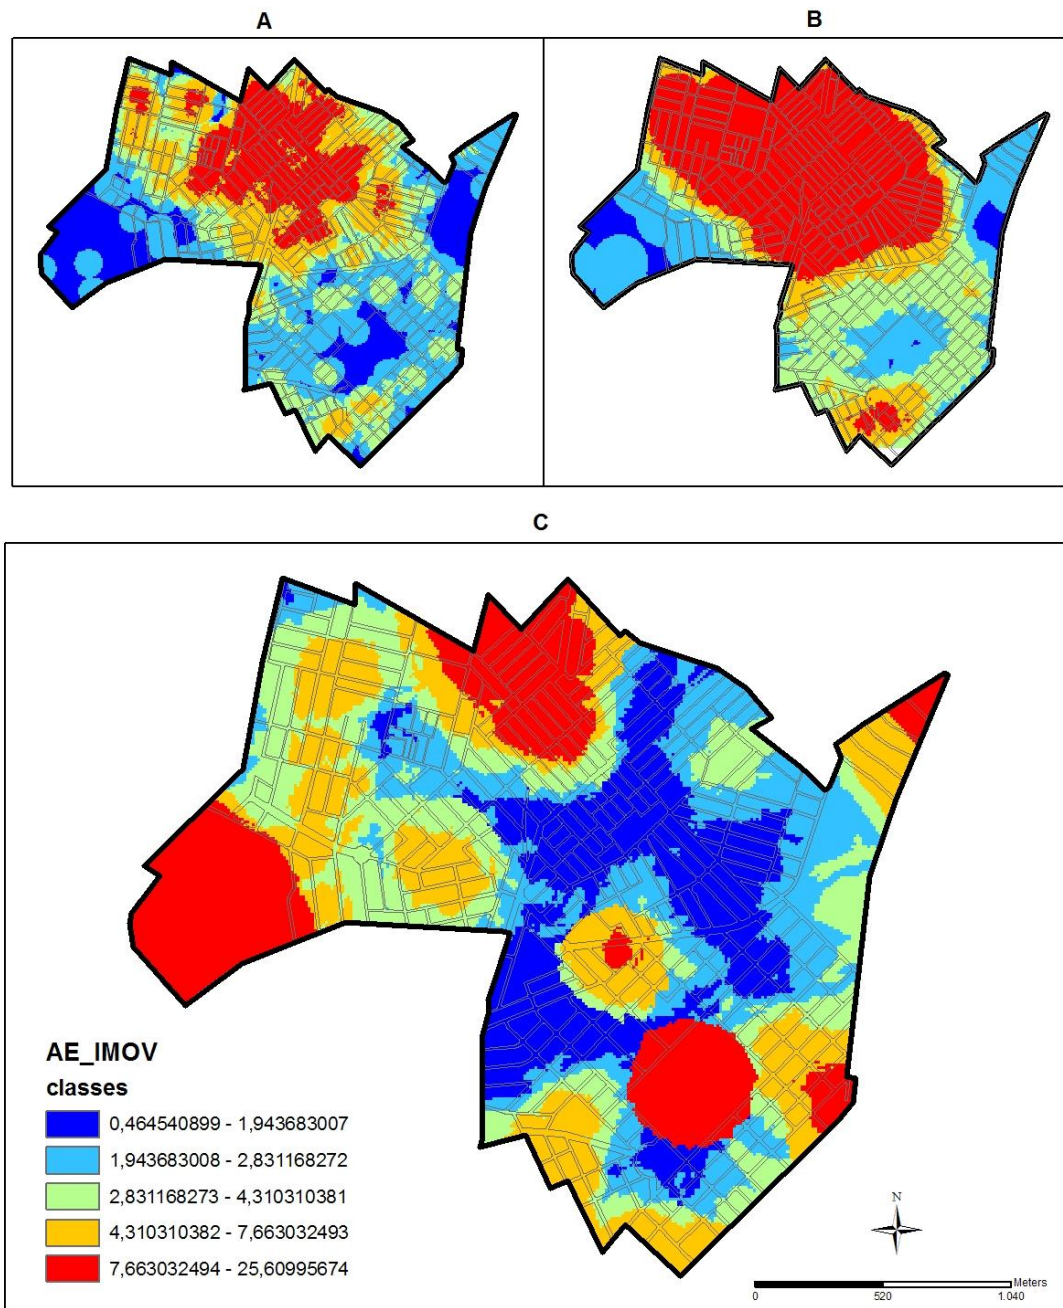 A
B
C
AE_IMOV
classes
0,464540899 - 1,943683007
1,943683008 - 2,831168272
2,831168273 - 4,310310381
4,310310382 - 7,663032493
7,663032494 - 25,60995674
N
Meters
0 520 1.040